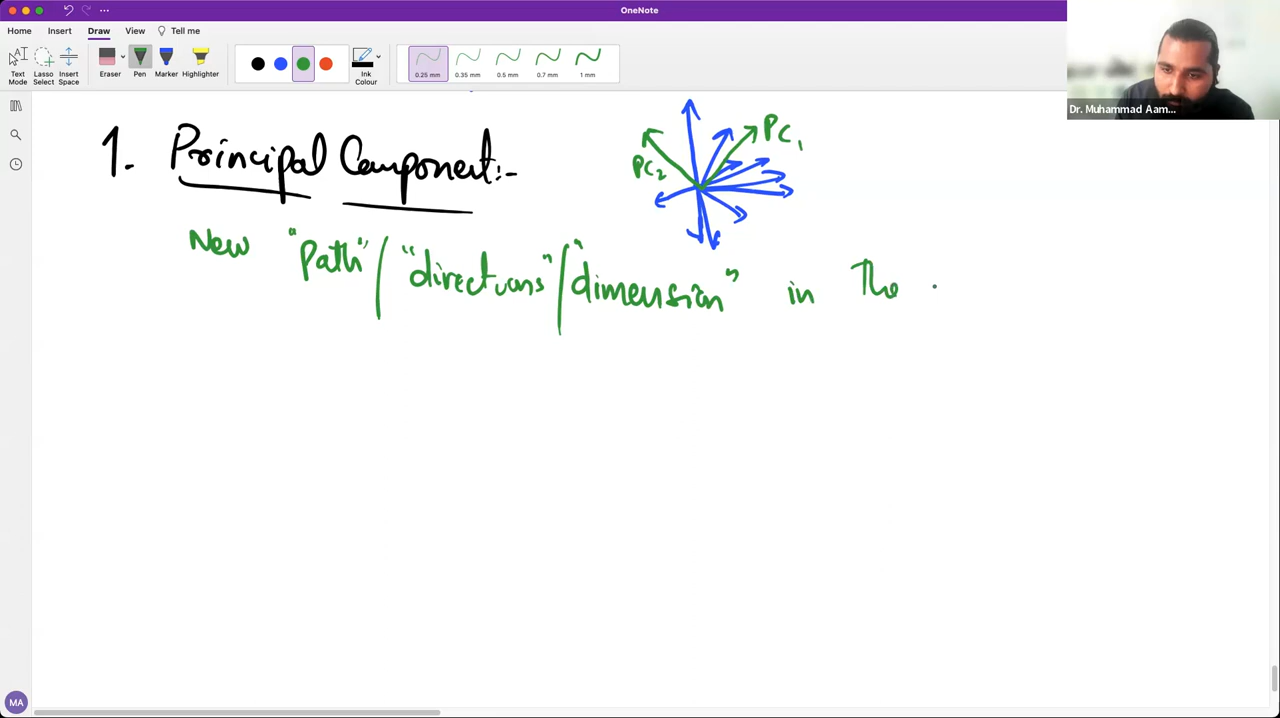 OneNote
Home Insert Draw View Tell me
Text Mode Lasso Select Insert Space Eraser Pen Marker Highlighter Ink Colour 0.25 mm 0.35 mm 0.5 mm 0.7 mm 1 mm
Dr. Muhammad Aam...
1. Principal Component:-
PC1
PC2
New "Path" / "directions" / "dimension" in The
MA